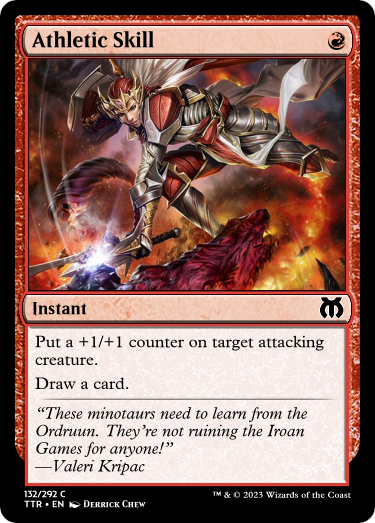 Athletic Skill
Instant
Put a +1/+1 counter on target attacking
creature.
Draw a card.
“These minotaurs need to learn from the
Ordruun. They’re not ruining the Iroan
Games for anyone!”
—Valeri Kripac
132/292 C
TTR • EN Derrick Chew
™ & © 2023 Wizards of the Coast